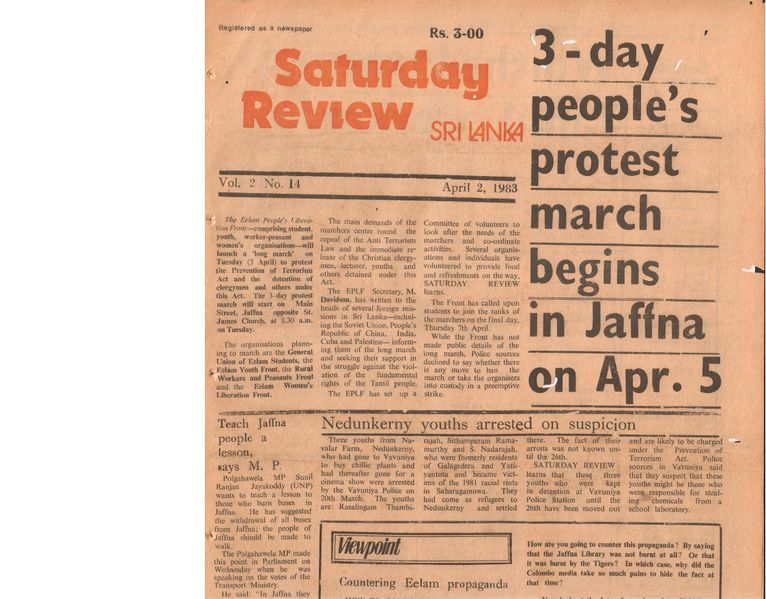 Registered as a newspaper
Rs. 3-00
Saturday
Review
SRI LANKA
Vol. 2 No. 14
April 2, 1983
3-day
people's
protest
march
begins
in Jaffna
on Apr. 5
The Eelam People's Libera-
tion Front—comprising student,
youth, worker-peasant and
women's organisations—will
launch a 'long march' on
Tuesday (5 April) to protest
the Prevention of Terrorism
Act and the detention of
clergymen and others under
this Act. The 3-day protest
march will start on Main
Street, Jaffna opposite St.
James Church, at 8.30 a.m.
on Tuesday.
The organisations plann-
ing to march are the General
Union of Eelam Students, the
Eelam Youth Front, the Rural
Workers and Peasants Front
and the Eelam Women's
Liberation Front.
The main demands of the
marchers centre round the
repeal of the Anti Terrorism
Law and the immediate re-
lease of the Christian clergy-
men, lecturer, youths and
others detained under this
Act.
The EPLF Secretary, M.
Davidson, has written to the
heads of several foreign mis-
sions in Sri Lanka—includ-
ing the Soviet Union, People's
Republic of China, India,
Cuba and Palestine— inform-
ing them of the long march
and seeking their support in
the struggle against the viol-
ation of the fundamental
rights of the Tamil people.
The EPLF has set up a
Committee of volunteers to
look after the needs of the
marchers and co-ordinate
activities. Several organis-
ations and individuals have
volunteered to provide food
and refreshments on the way,
SATURDAY REVIEW
learns.
The Front has called upon
students to join the ranks of
the marchers on the final day,
Thursday 7th April.
While the Front has not
made public details of the
long march, Police sources
declined to say whether there
is any move to ban the
march or take the organisers
into custody in a preemptive
strike.
Teach Jaffna
people a
lesson,
says M. P.
Polgahawela MP Sunil
Ranjan Jayakoddy (UNP)
wants to teach a lesson to
those who burn buses in
Jaffna. He has suggested
the withdrawal of all buses
from Jaffna; the people of
Jaffna should be made to
walk.
The Polgahawela MP made
this point in Parliament on
Wednesday when he was
speaking on the votes of the
Transport Ministry.
He said: "In Jaffna they
Nedunkerny youths arrested on suspicion
Three youths from Na-
valar Farm, Nedunkerny,
who had gone to Vavuniya
to buy chillie plants and
had thereafter gone for a
cinema show were arrested
by the Vavuniya Police on
20th March. The youths
are: Rasalingam Thambi-
rajah, Sithamparam Rama-
murthy and S. Nadarajah,
who were formerly residents
of Galagedera and Yati-
yantota and became vict-
ims of the 1981 racial riots
in Sabaragamuwa. They
had come as refugees to
Nedunkerny and settled
there. The fact of their
arrests was not known un-
til the 26th.
SATURDAY REVIEW
learns that these three
youths who were kept
in detention at Vavuniya
Police Station until the
26th have been moved out
and are likely to be charged
under the Prevention of
Terrorism Act. Police
sources in Vavuniya said
that they suspect that these
youths might be those who
were responsible for steal-
ing chemicals from a
school laboratory.
Viewpoint
Countering Eelam propaganda
How are you going to counter this propaganda? By saying
that the Jaffna Library was not burnt at all? Or that
it was burnt by the Tigers? In which case, why did the
Colombo media take so much pains to hide the fact at
that time?